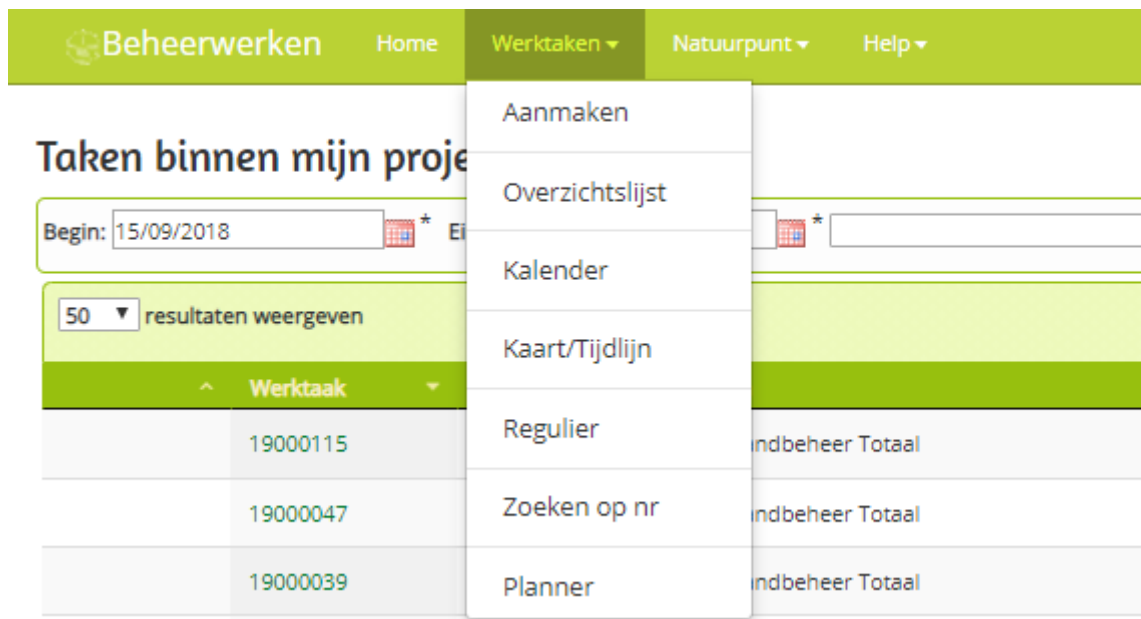 Beheerwerken Home Werktaken Natuurpunt Help
Aanmaken
Overzichtslijst
Kalender
Kaart/Tijdlijn
Regulier
Zoeken op nr
Planner
Taken binnen mijn proje
Begin: 15/09/2018 * Ei *
50 resultaten weergeven
Werktaak
19000115 ndbeheer Totaal
19000047 ndbeheer Totaal
19000039 ndbeheer Totaal